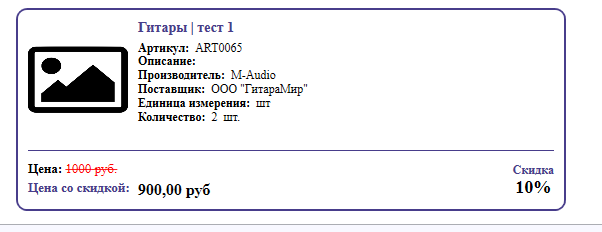 Гитары | тест 1
Артикул: ART0065
Описание:
Производитель: M-Audio
Поставщик: ООО "ГитараМир"
Единица измерения: шт
Количество: 2 шт.
Цена: 1000 руб.
Скидка
Цена со скидкой: 900,00 руб
10%